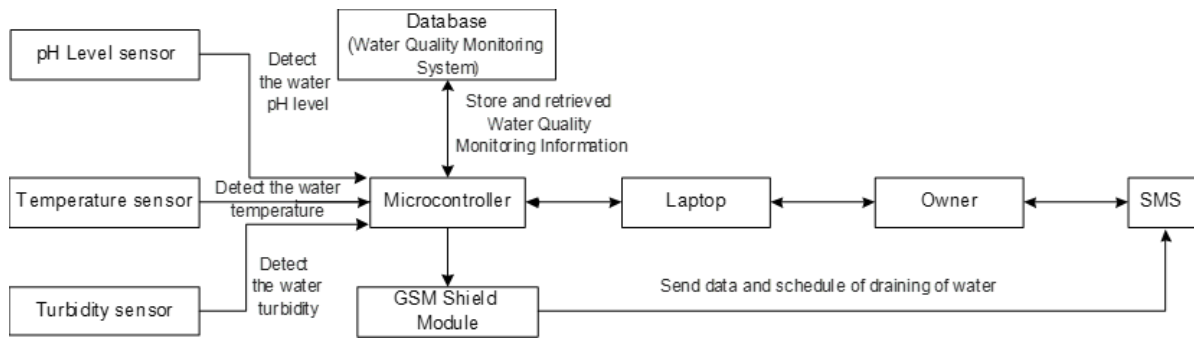 pH Level sensor
Detect
the water
pH level
Database
(Water Quality Monitoring
System)
Store and retrieved
Water Quality
Monitoring Information
Temperature sensor
Detect the water
temperature
Microcontroller
Laptop
Owner
SMS
Turbidity sensor
Detect
the water
turbidity
GSM Shield
Module
Send data and schedule of draining of water